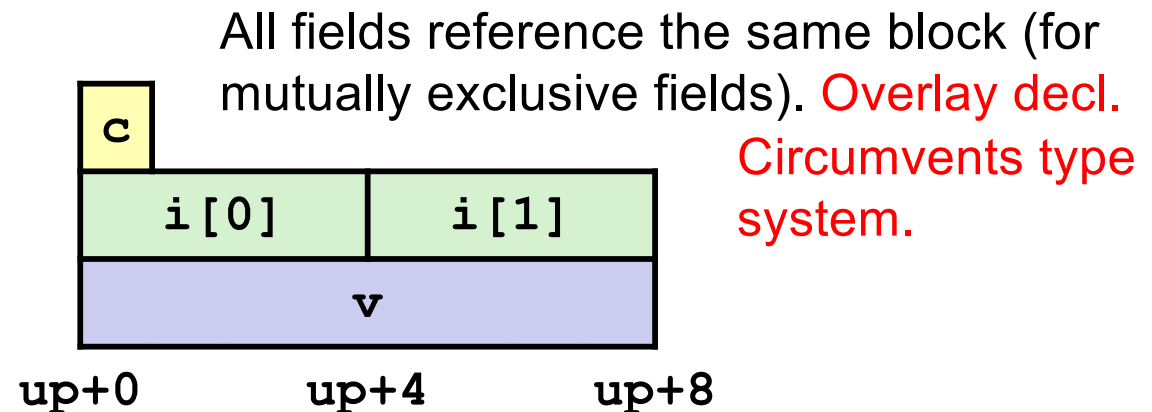 All fields reference the same block (for
mutually exclusive fields). Overlay decl.
Circumvents type
system.
c
i[0] i[1]
v
up+0 up+4 up+8